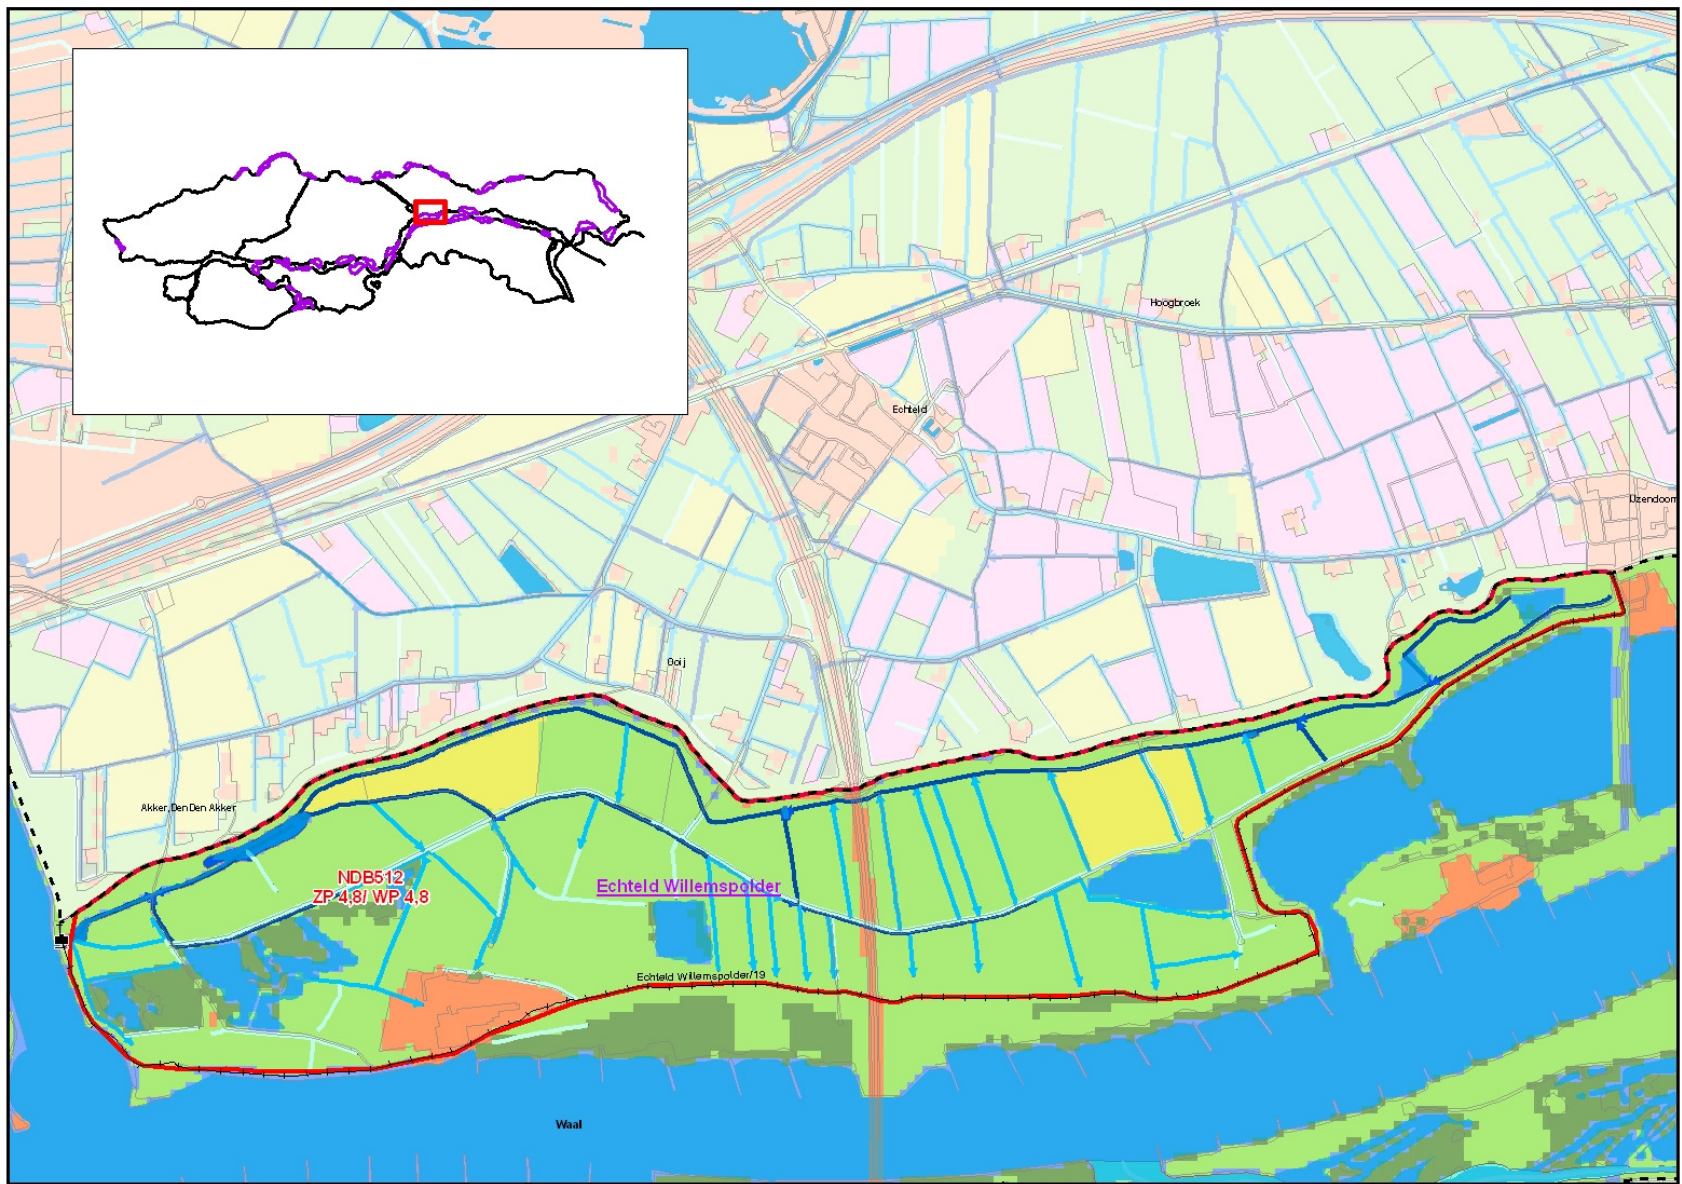 Hoogbroek
Echteld
IJzendoorn
Ooij
Akker,DenDen Akker
NDB512
ZP 4,8/ WP 4,8
Echteld Willemspolder
Echteld Willemspolder/19
Waal